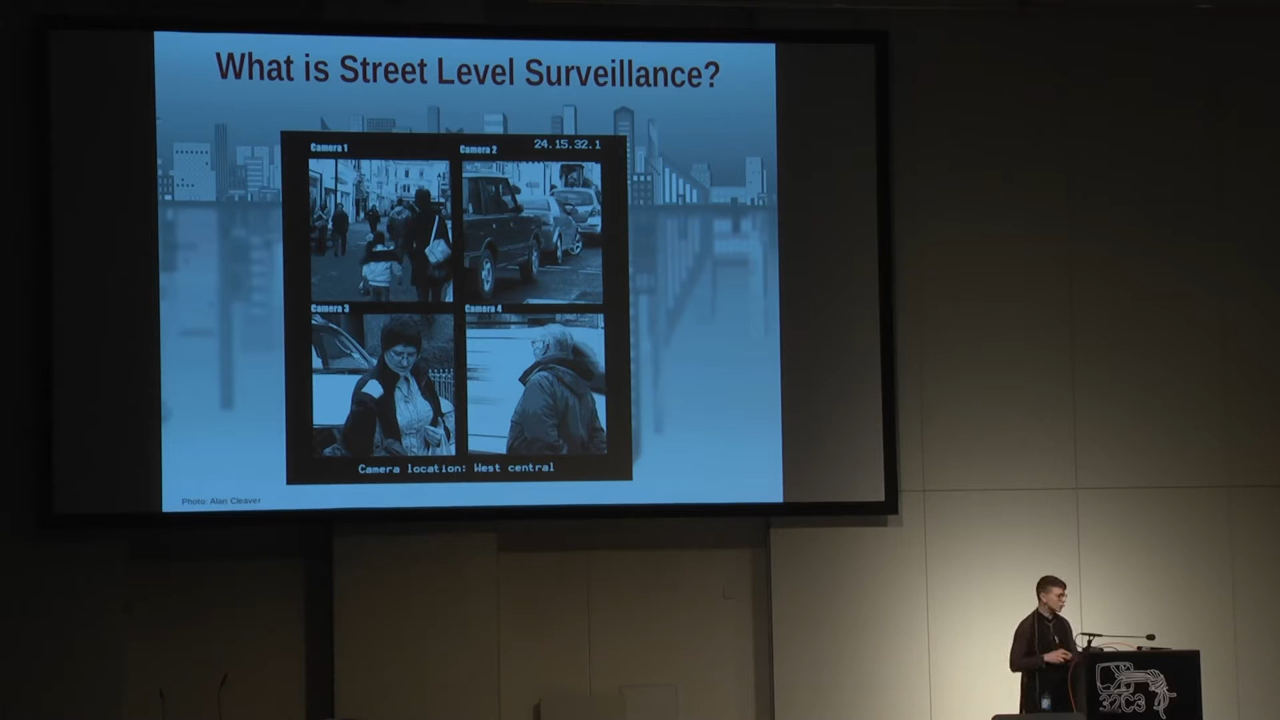 What is Street Level Surveillance?
Camera 1
Camera 2
24.15.32.1
Camera 3
Camera 4
Camera location: West central
Photo: Alan Cleaver
32C3